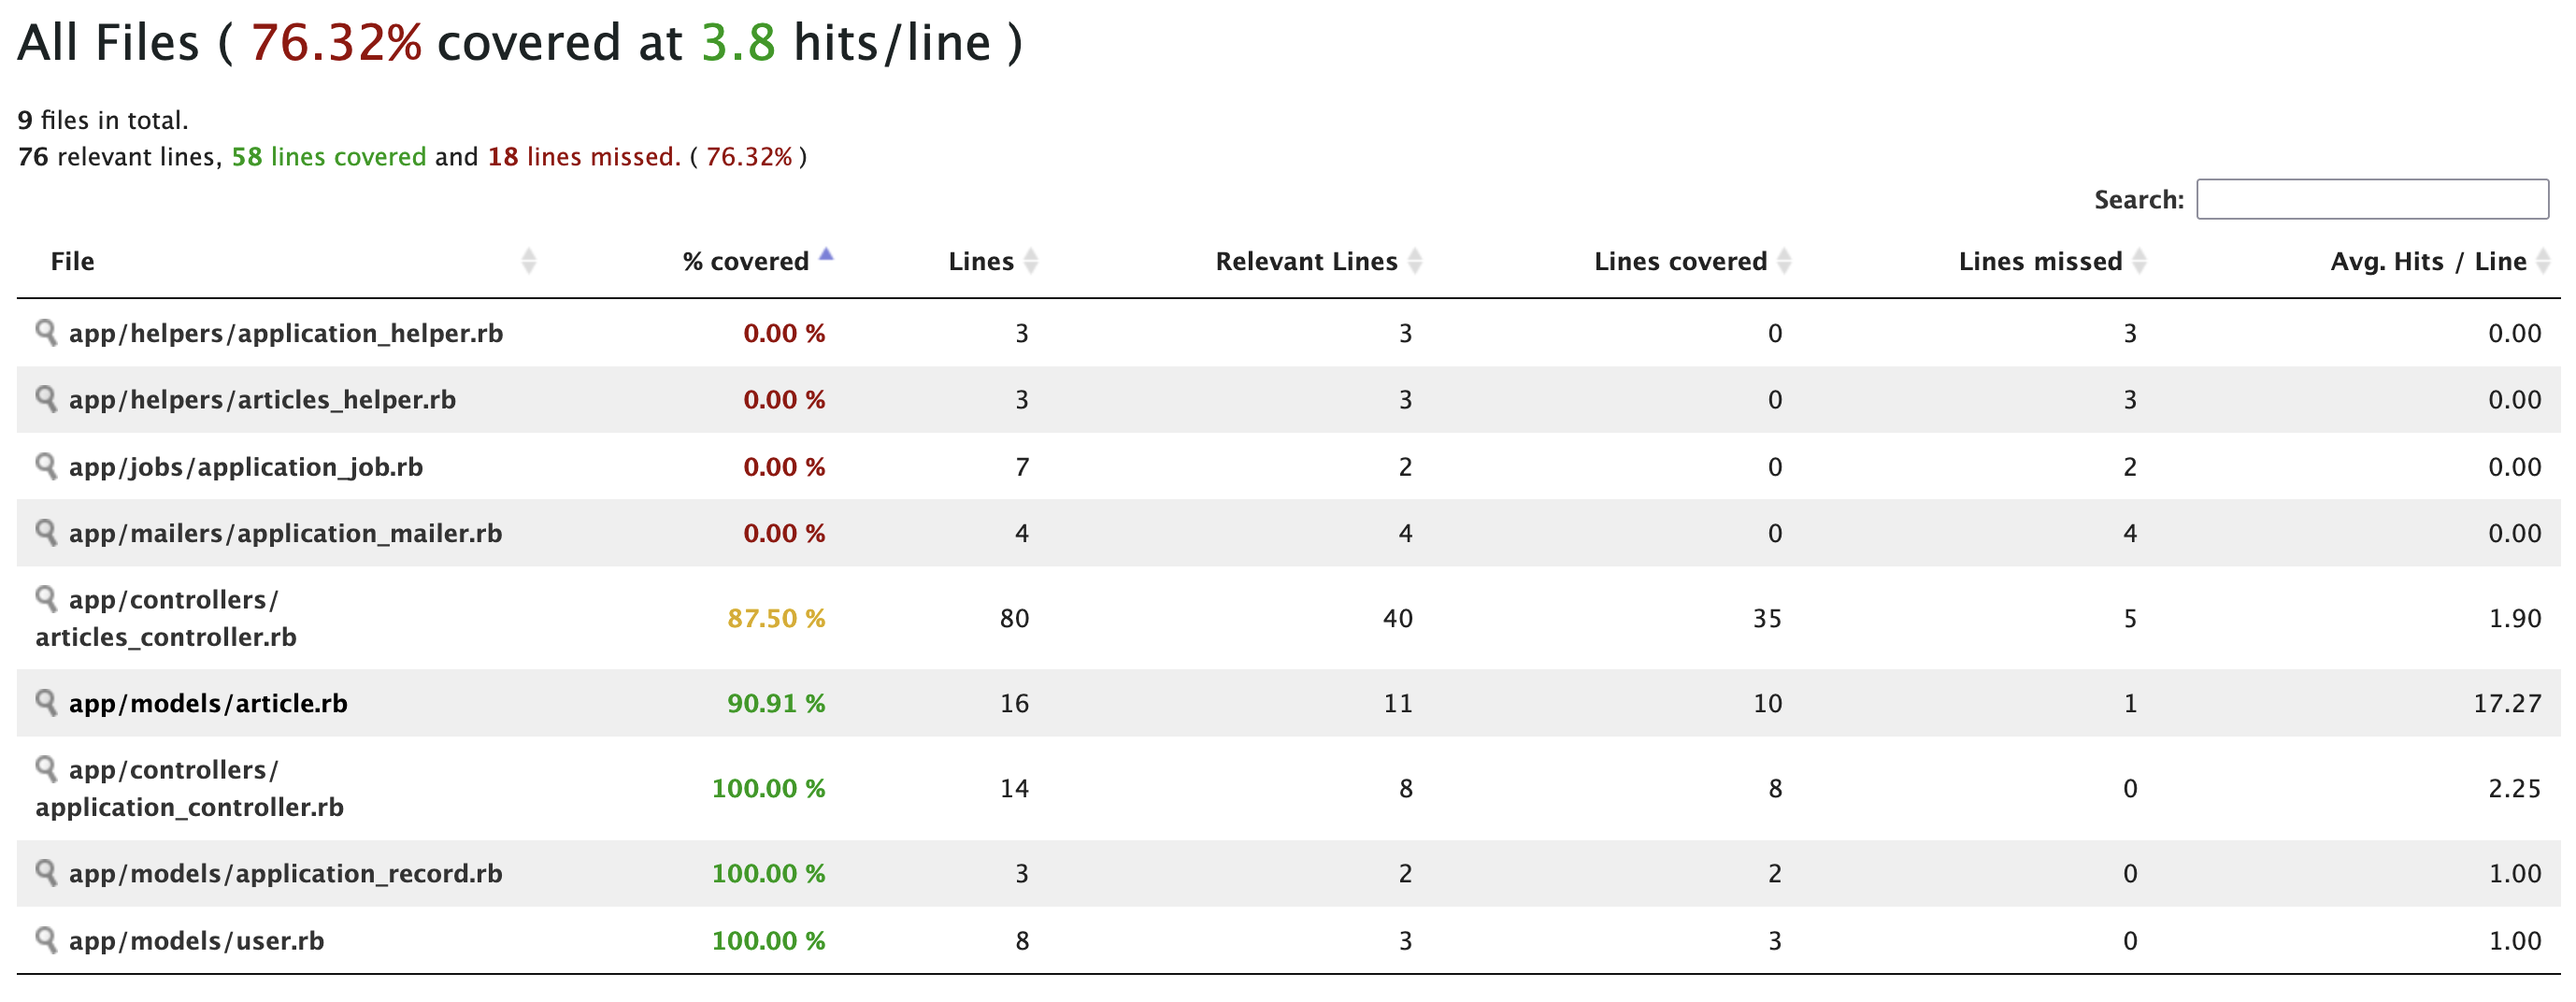 All Files ( 76.32% covered at 3.8 hits/line )
9 files in total.
76 relevant lines, 58 lines covered and 18 lines missed. ( 76.32% )
Search:
File % covered Lines Relevant Lines Lines covered Lines missed Avg. Hits / Line
app/helpers/application_helper.rb 0.00 % 3 3 0 3 0.00
app/helpers/articles_helper.rb 0.00 % 3 3 0 3 0.00
app/jobs/application_job.rb 0.00 % 7 2 0 2 0.00
app/mailers/application_mailer.rb 0.00 % 4 4 0 4 0.00
app/controllers/
articles_controller.rb 87.50 % 80 40 35 5 1.90
app/models/article.rb 90.91 % 16 11 10 1 17.27
app/controllers/
application_controller.rb 100.00 % 14 8 8 0 2.25
app/models/application_record.rb 100.00 % 3 2 2 0 1.00
app/models/user.rb 100.00 % 8 3 3 0 1.00